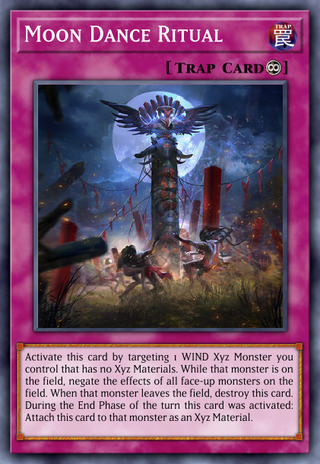 Moon Dance Ritual
TRAP
罠
[Trap Card]
Activate this card by targeting 1 WIND Xyz Monster you
control that has no Xyz Materials. While that monster is on
the field, negate the effects of all face-up monsters on the
field. When that monster leaves the field, destroy this card.
During the End Phase of the turn this card was activated:
Attach this card to that monster as an Xyz Material.